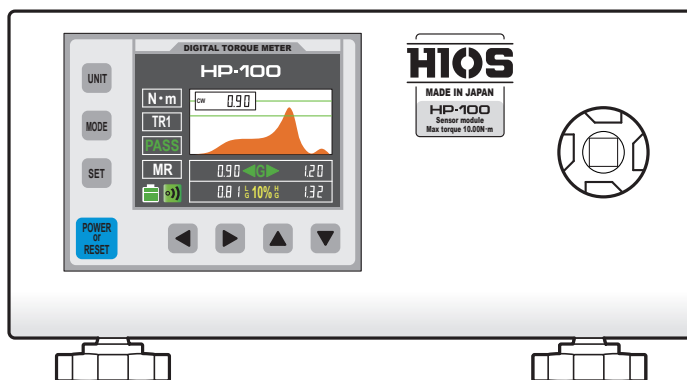 DIGITAL TORQUE METER
HP-100
UNIT
MODE
SET
POWER
or
RESET
N·m
TR1
PASS
MR
CW 0.90
0.90 G 1.20
0.81 LG 10% HG 1.32
HIOS
MADE IN JAPAN
HP-100
Sensor module
Max torque 10.00N·m